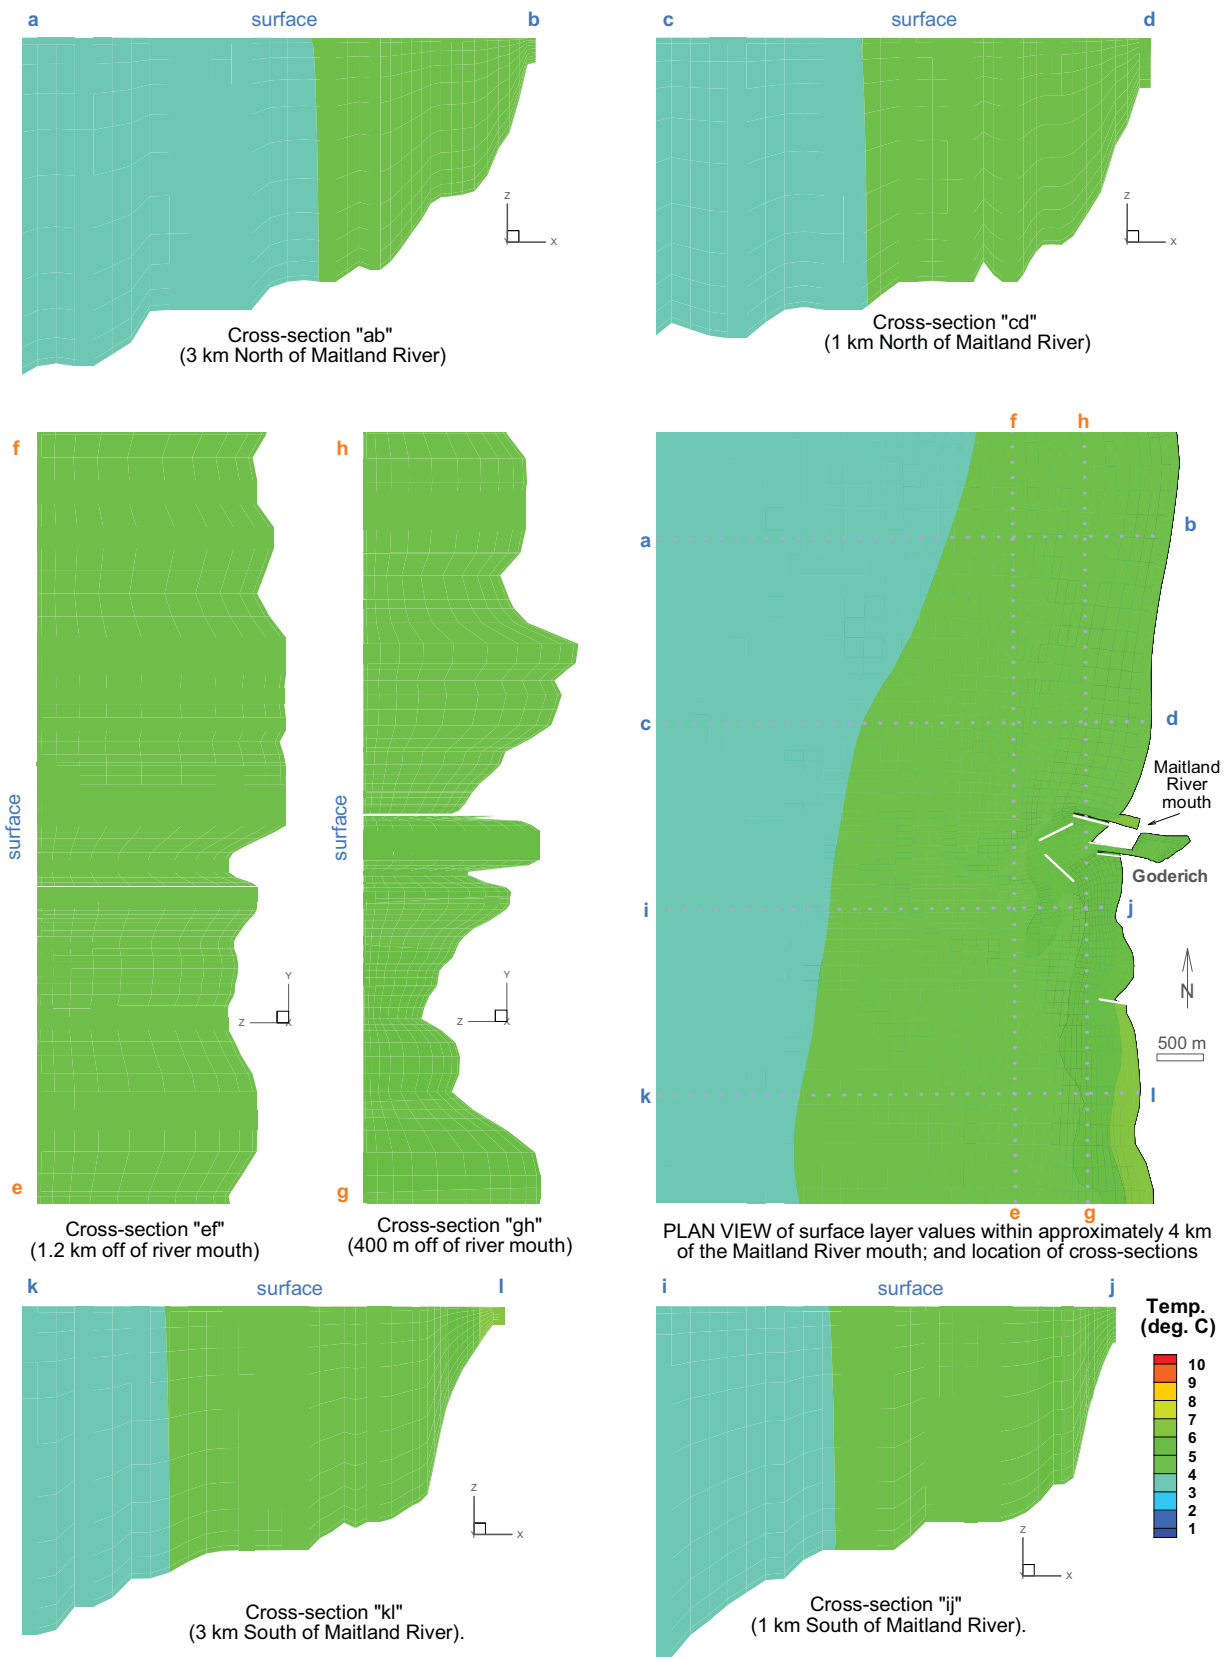 a surface b
c surface d
Z
X
Y
Z
X
Y
Cross-section "ab"
(3 km North of Maitland River)
Cross-section "cd"
(1 km North of Maitland River)
f
surface
e
Y
Z
X
Cross-section "ef"
(1.2 km off of river mouth)
h
surface
g
Y
Z
X
Cross-section "gh"
(400 m off of river mouth)
f h
a b
c d
Maitland
River
mouth
Goderich
i j
N
500 m
k l
e g
PLAN VIEW of surface layer values within approximately 4 km
of the Maitland River mouth; and location of cross-sections
k surface l
Z
X
Y
Cross-section "kl"
(3 km South of Maitland River).
i surface j
Z
X
Y
Cross-section "ij"
(1 km South of Maitland River).
Temp.
(deg. C)
10
9
8
7
6
5
4
3
2
1